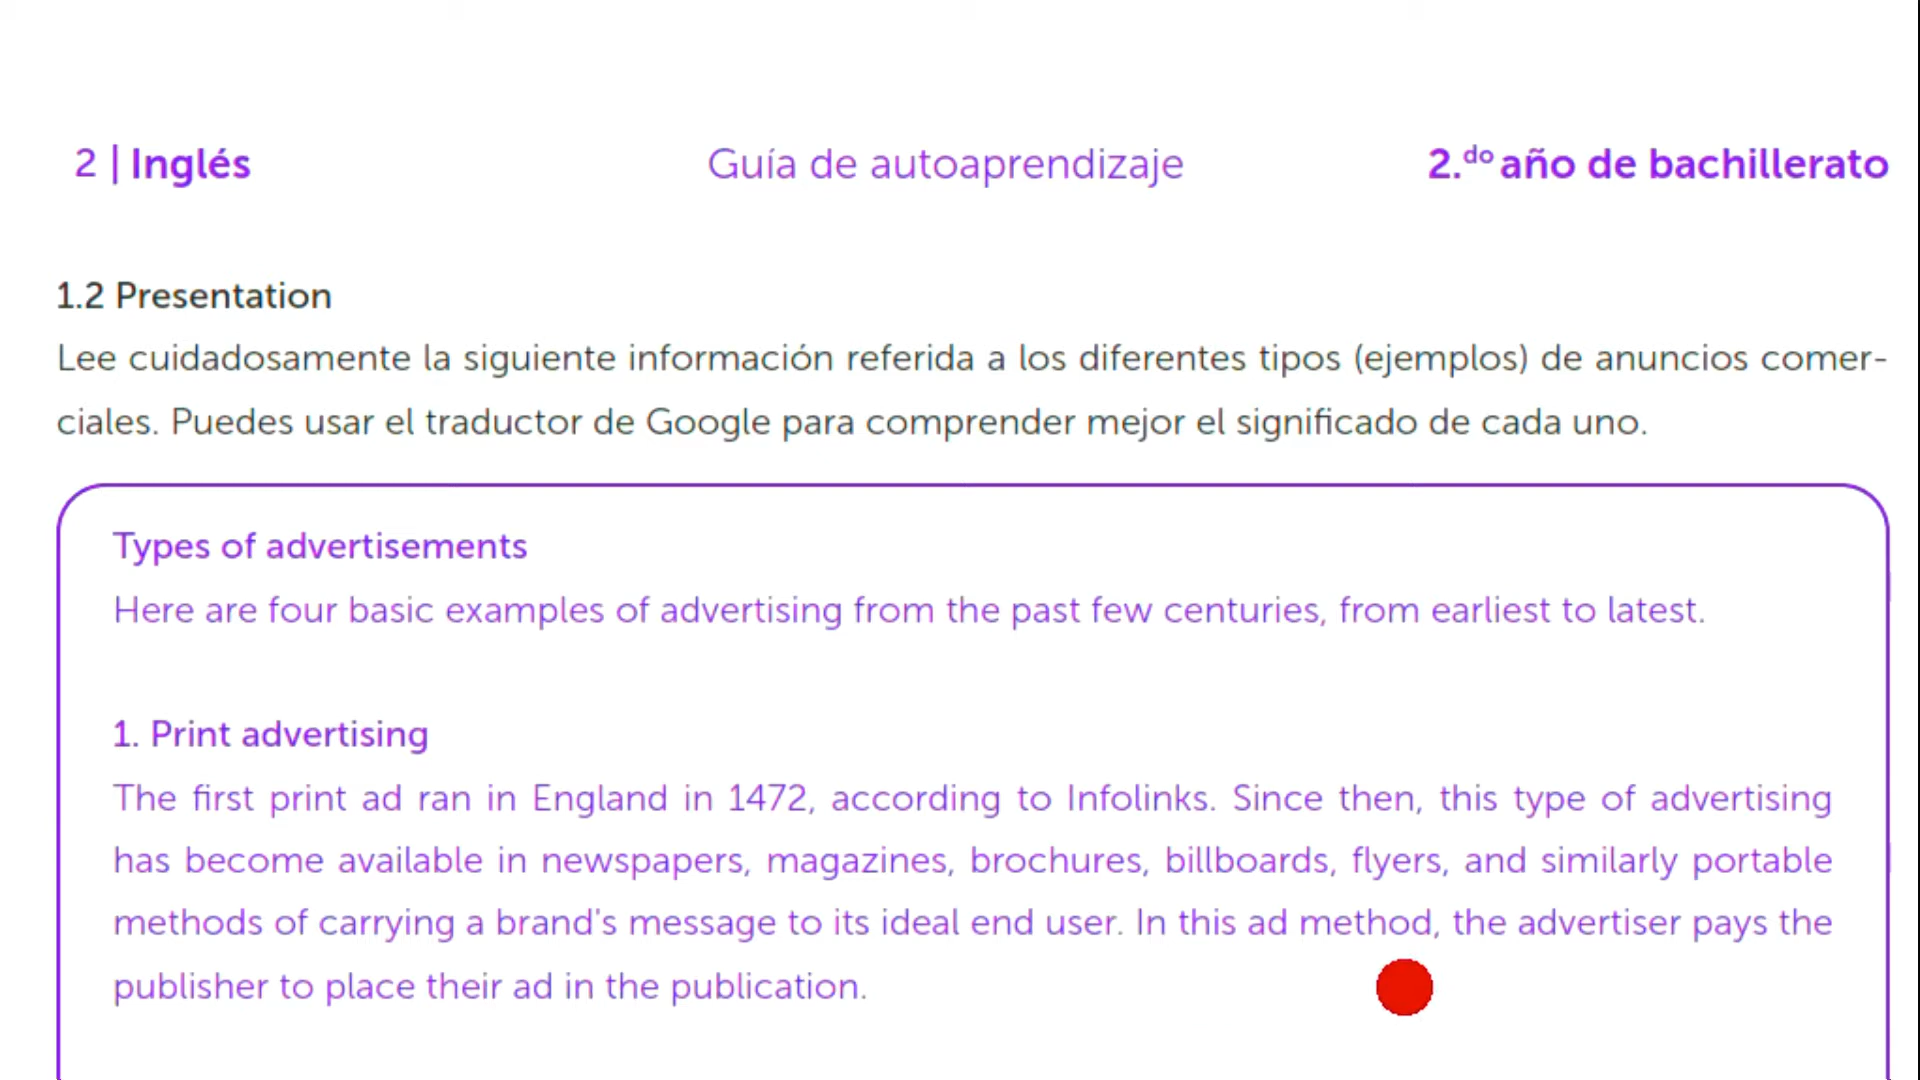 2 | Inglés
Guía de autoaprendizaje
2.do año de bachillerato
1.2 Presentation
Lee cuidadosamente la siguiente información referida a los diferentes tipos (ejemplos) de anuncios comer-
ciales. Puedes usar el traductor de Google para comprender mejor el significado de cada uno.
Types of advertisements
Here are four basic examples of advertising from the past few centuries, from earliest to latest.
1. Print advertising
The first print ad ran in England in 1472, according to Infolinks. Since then, this type of advertising
has become available in newspapers, magazines, brochures, billboards, flyers, and similarly portable
methods of carrying a brand's message to its ideal end user. In this ad method, the advertiser pays the
publisher to place their ad in the publication.